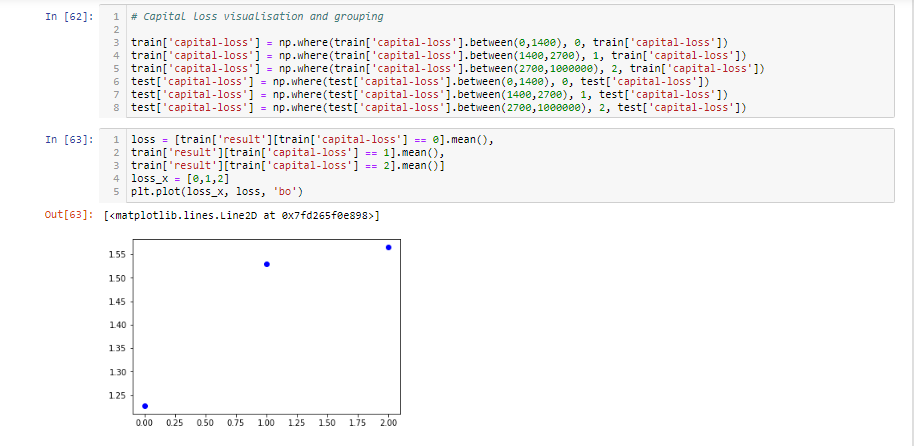 In [62]:
1 # Capital Loss visualisation and grouping
2
3 train['capital-loss'] = np.where(train['capital-loss'].between(0,1400), 0, train['capital-loss'])
4 train['capital-loss'] = np.where(train['capital-loss'].between(1400,2700), 1, train['capital-loss'])
5 train['capital-loss'] = np.where(train['capital-loss'].between(2700,1000000), 2, train['capital-loss'])
6 test['capital-loss'] = np.where(test['capital-loss'].between(0,1400), 0, test['capital-loss'])
7 test['capital-loss'] = np.where(test['capital-loss'].between(1400,2700), 1, test['capital-loss'])
8 test['capital-loss'] = np.where(test['capital-loss'].between(2700,1000000), 2, test['capital-loss'])
In [63]:
1 loss = [train['result'][train['capital-loss'] == 0].mean(),
2 train['result'][train['capital-loss'] == 1].mean(),
3 train['result'][train['capital-loss'] == 2].mean()]
4 loss_x = [0,1,2]
5 plt.plot(loss_x, loss, 'bo')
Out[63]: [<matplotlib.lines.Line2D at 0x7fd265f0e898>]
1.55
1.50
1.45
1.40
1.35
1.30
1.25
0.00 0.25 0.50 0.75 1.00 1.25 1.50 1.75 2.00